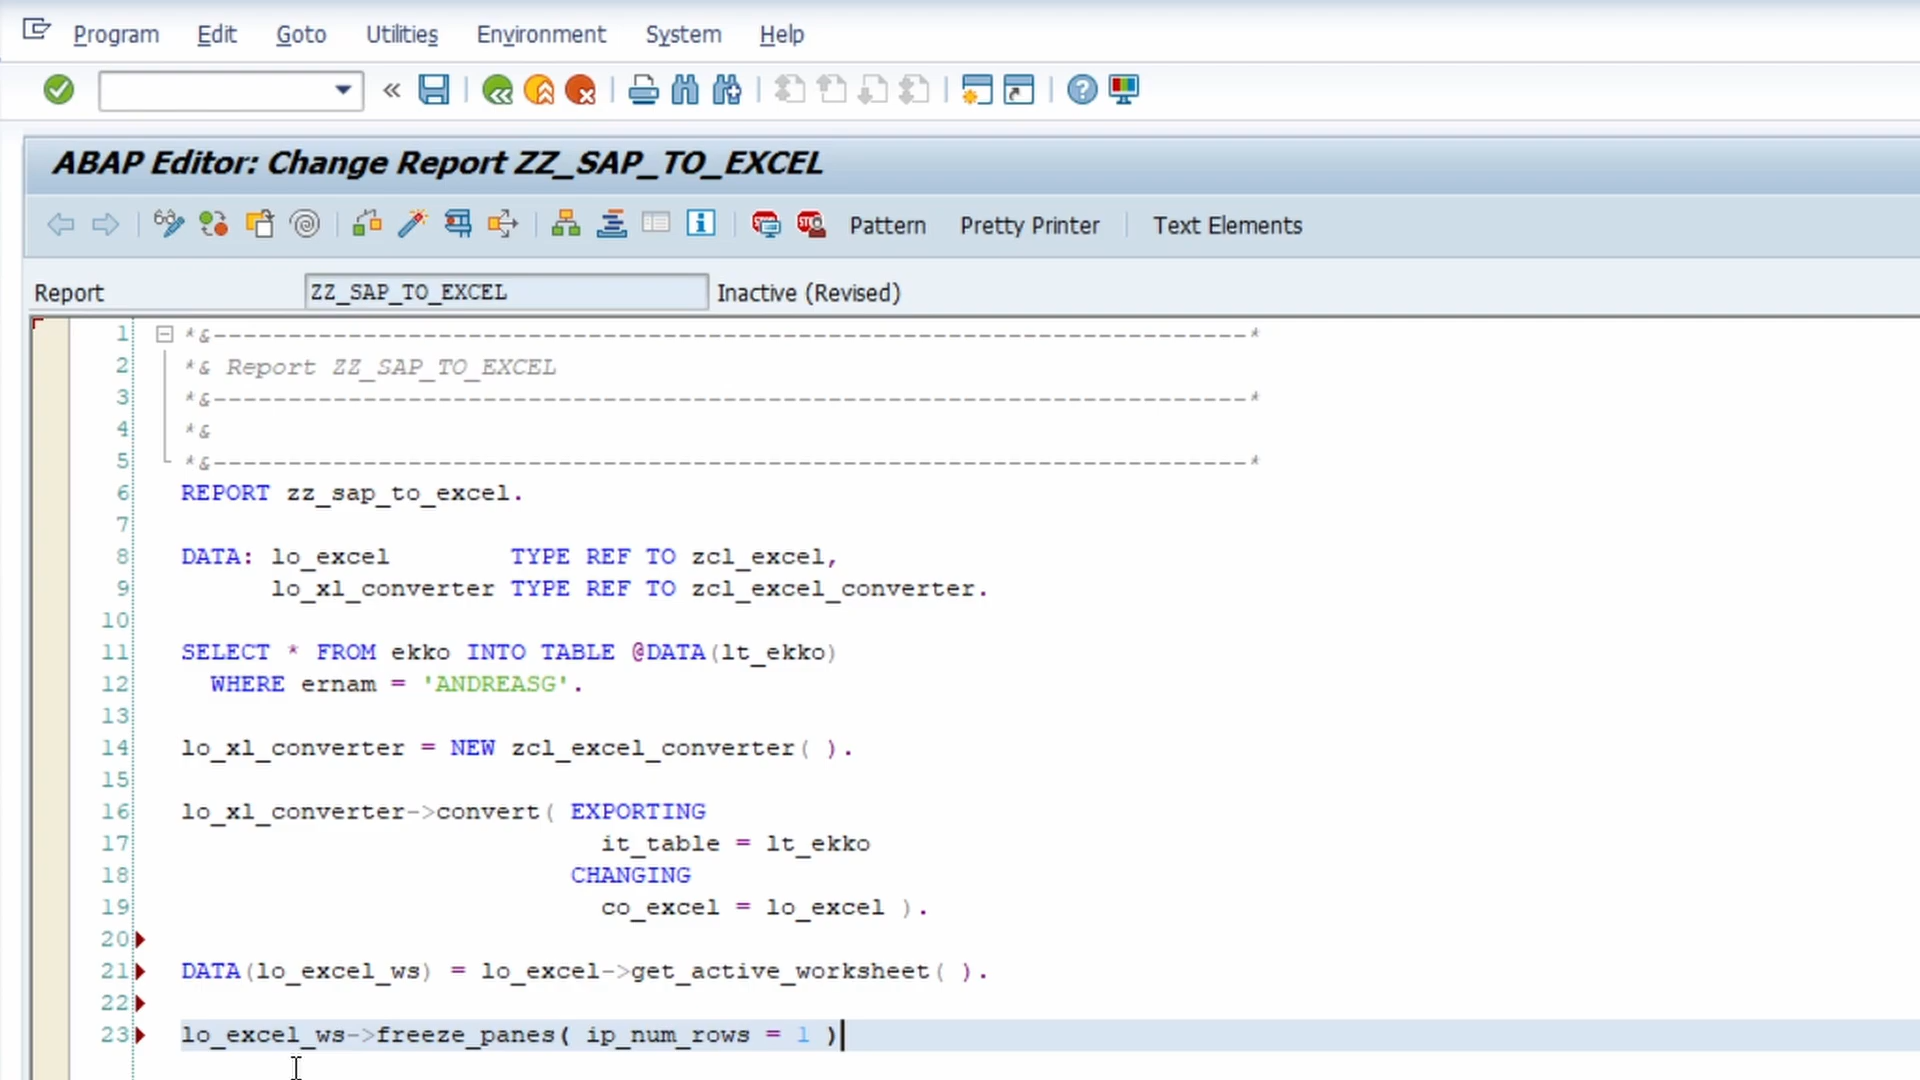 Program Edit Goto Utilities Environment System Help
ABAP Editor: Change Report ZZ_SAP_TO_EXCEL
Pattern Pretty Printer Text Elements
Report ZZ_SAP_TO_EXCEL Inactive (Revised)
1 *&---------------------------------------------------------------------*
2 *& Report ZZ_SAP_TO_EXCEL
3 *&---------------------------------------------------------------------*
4 *&
5 *&---------------------------------------------------------------------*
6 REPORT zz_sap_to_excel.
7
8 DATA: lo_excel TYPE REF TO zcl_excel,
9 lo_xl_converter TYPE REF TO zcl_excel_converter.
10
11 SELECT * FROM ekko INTO TABLE @DATA(lt_ekko)
12 WHERE ernam = 'ANDREASG'.
13
14 lo_xl_converter = NEW zcl_excel_converter( ).
15
16 lo_xl_converter->convert( EXPORTING
17 it_table = lt_ekko
18 CHANGING
19 co_excel = lo_excel ).
20
21 DATA(lo_excel_ws) = lo_excel->get_active_worksheet( ).
22
23 lo_excel_ws->freeze_panes( ip_num_rows = 1 )